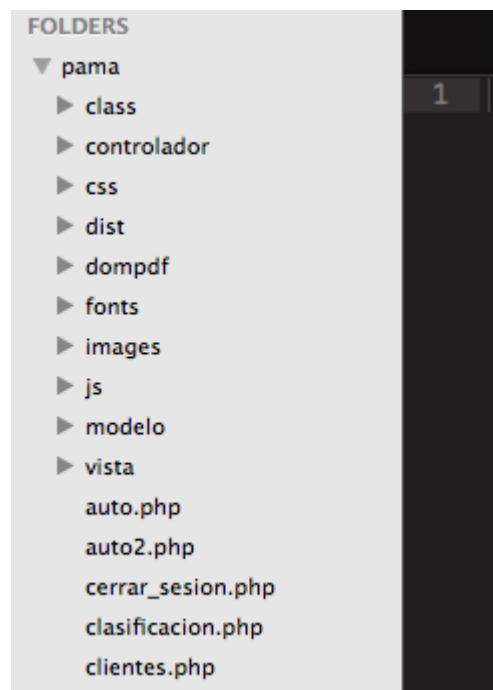 FOLDERS
pama
class
controlador
css
dist
dompdf
fonts
images
js
modelo
vista
auto.php
auto2.php
cerrar_sesion.php
clasificacion.php
clientes.php
1